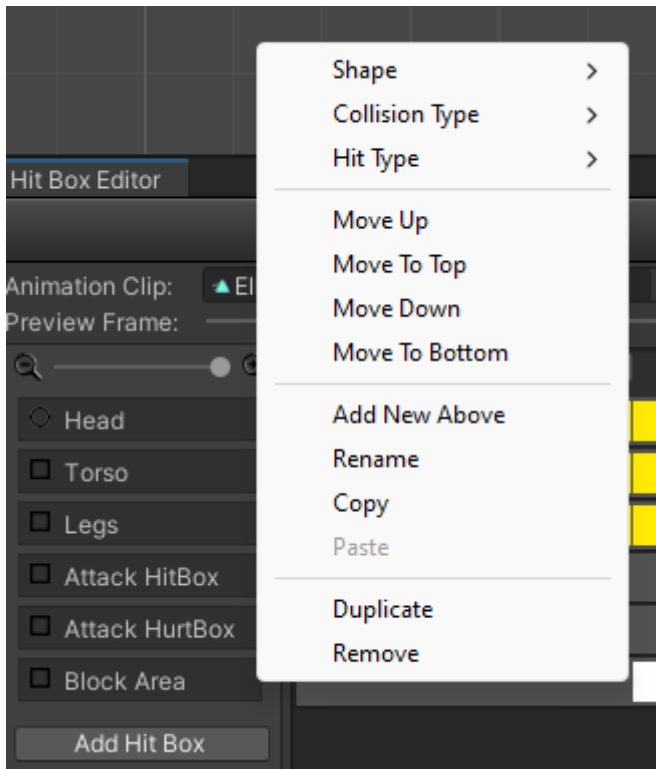 Shape
Collision Type
Hit Type
Move Up
Move To Top
Move Down
Move To Bottom
Add New Above
Rename
Copy
Paste
Duplicate
Remove
Hit Box Editor
Animation Clip: El
Preview Frame:
Head
Torso
Legs
Attack HitBox
Attack HurtBox
Block Area
Add Hit Box